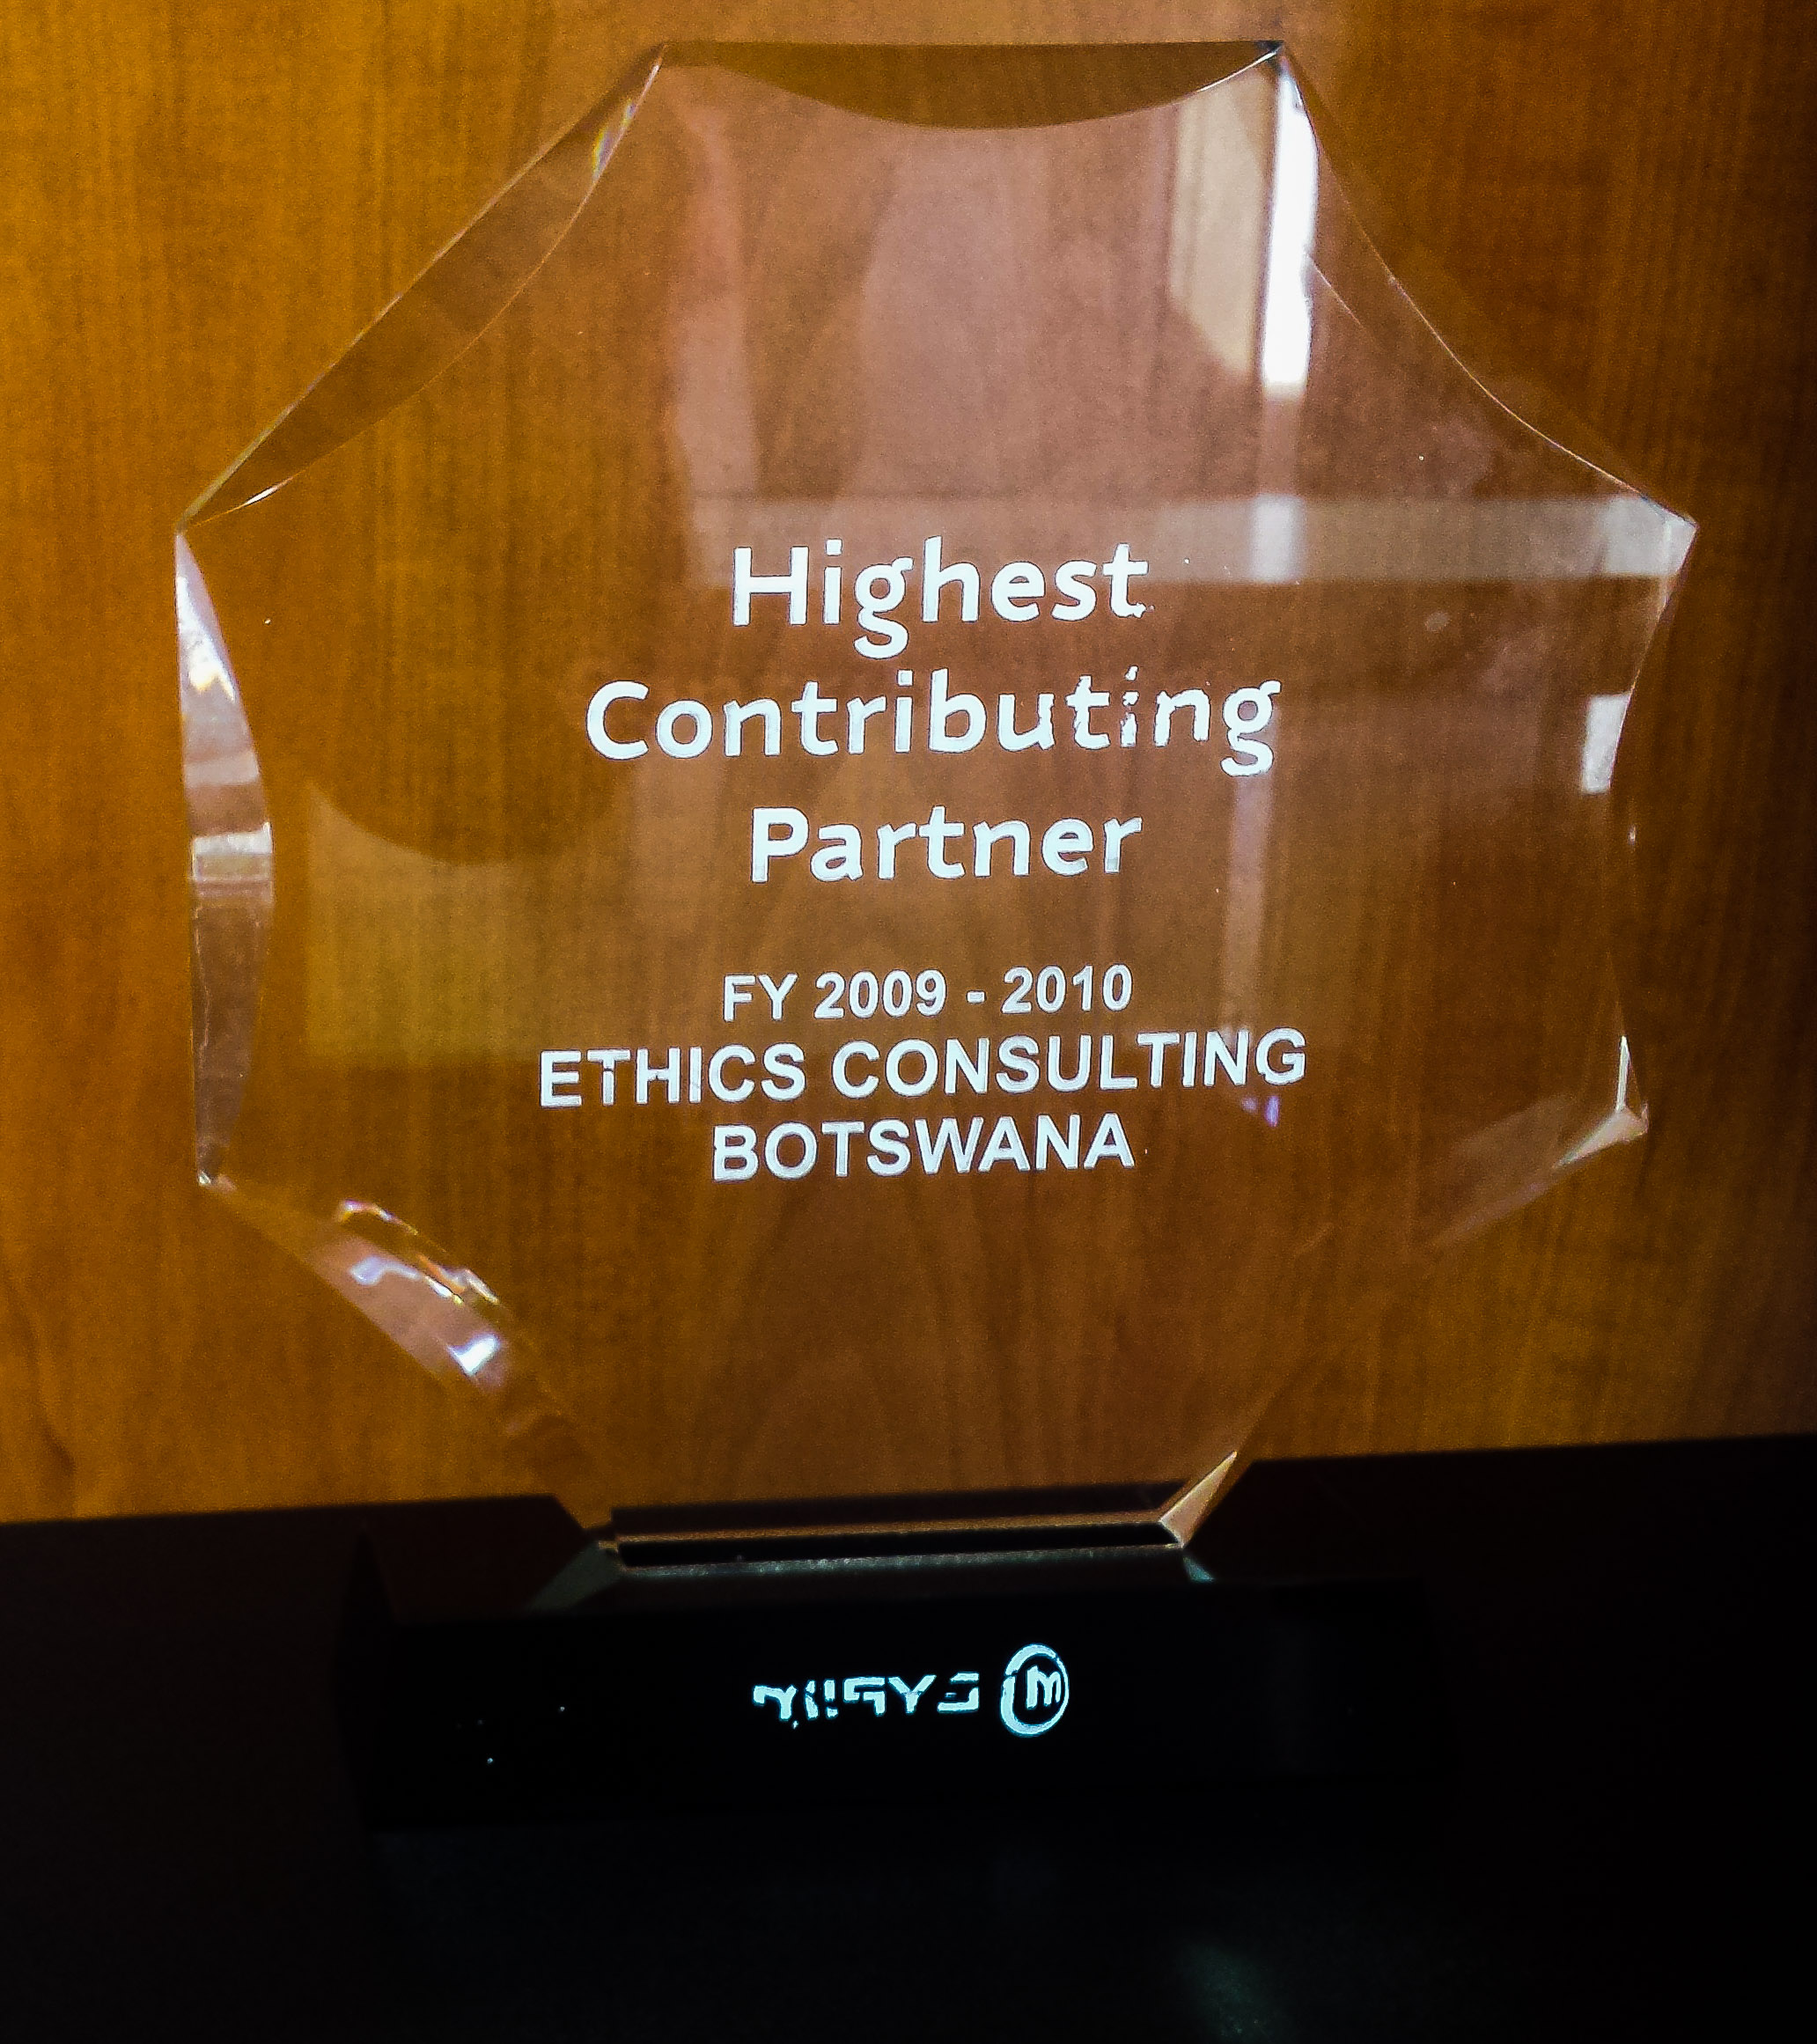 Highest
Contributing
Partner
FY 2009 - 2010
ETHICS CONSULTING
BOTSWANA